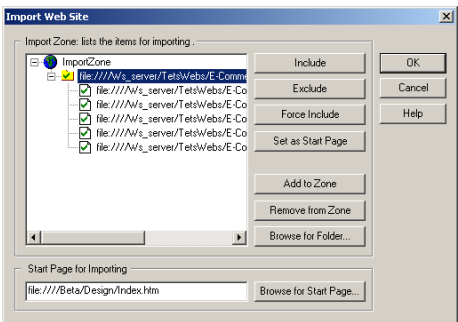 Import Web Site
Import Zone: lists the items for importing .
ImportZone
file:////Ws_server/TetsWebs/E-Comme
file:////Ws_server/TetsWebs/E-Co
file:////Ws_server/TetsWebs/E-Co
file:////Ws_server/TetsWebs/E-Co
file:////Ws_server/TetsWebs/E-Co
file:////Ws_server/TetsWebs/E-Co
Include
Exclude
Force Include
Set as Start Page
Add to Zone
Remove from Zone
Browse for Folder...
OK
Cancel
Help
Start Page for Importing
file:////Beta/Design/Index.htm
Browse for Start Page...